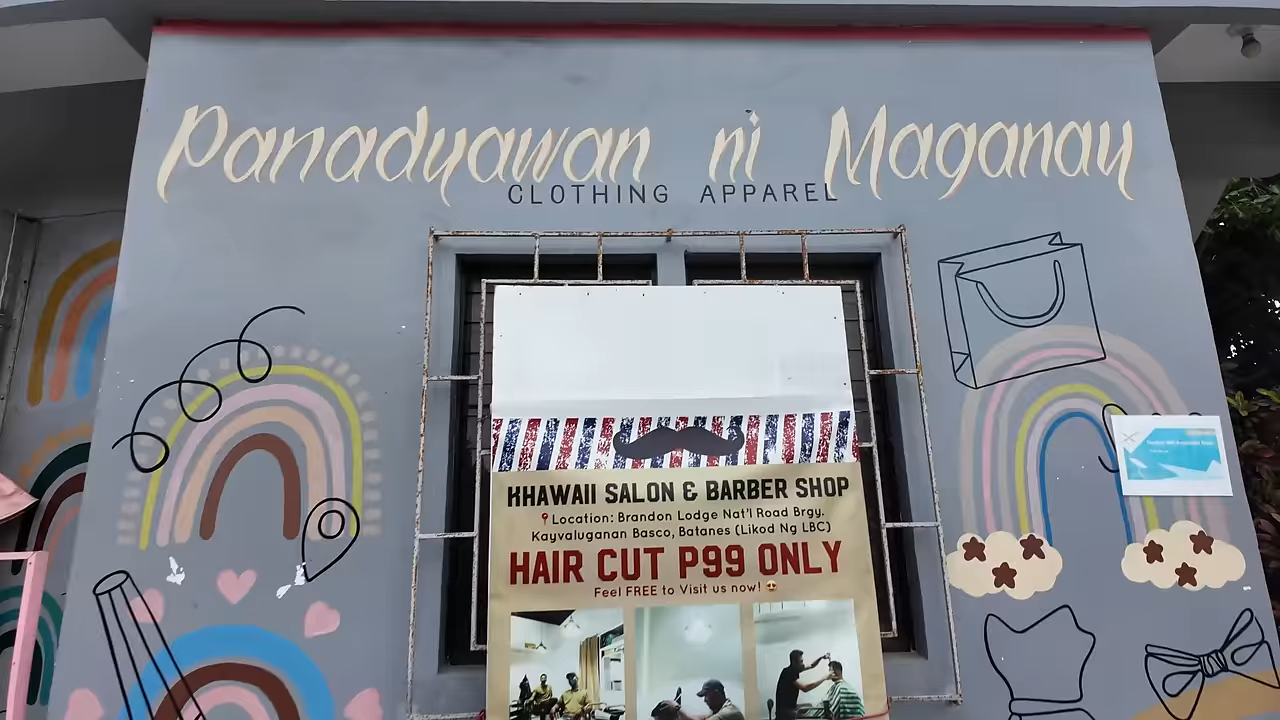 Panadyawan ni Maganay
CLOTHING APPAREL
KHAWAII SALON & BARBER SHOP
Location: Brandon Lodge Nat'l Road Brgy.
Kayvaluganan Basco, Batanes (Likod Ng LBC)
HAIR CUT P99 ONLY
Feel FREE to Visit us now! 😍